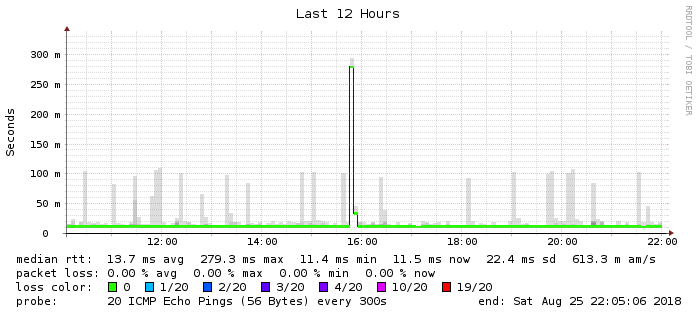 Last 12 Hours
RRDTOOL / TOBI OETIKER
Seconds
300 m
250 m
200 m
150 m
100 m
50 m
0
12:00 14:00 16:00 18:00 20:00 22:00
median rtt: 13.7 ms avg 279.3 ms max 11.4 ms min 11.5 ms now 22.4 ms sd 613.3 m am/s
packet loss: 0.00 % avg 0.00 % max 0.00 % min 0.00 % now
loss color: 0 1/20 2/20 3/20 4/20 10/20 19/20
probe: 20 ICMP Echo Pings (56 Bytes) every 300s end: Sat Aug 25 22:05:06 2018